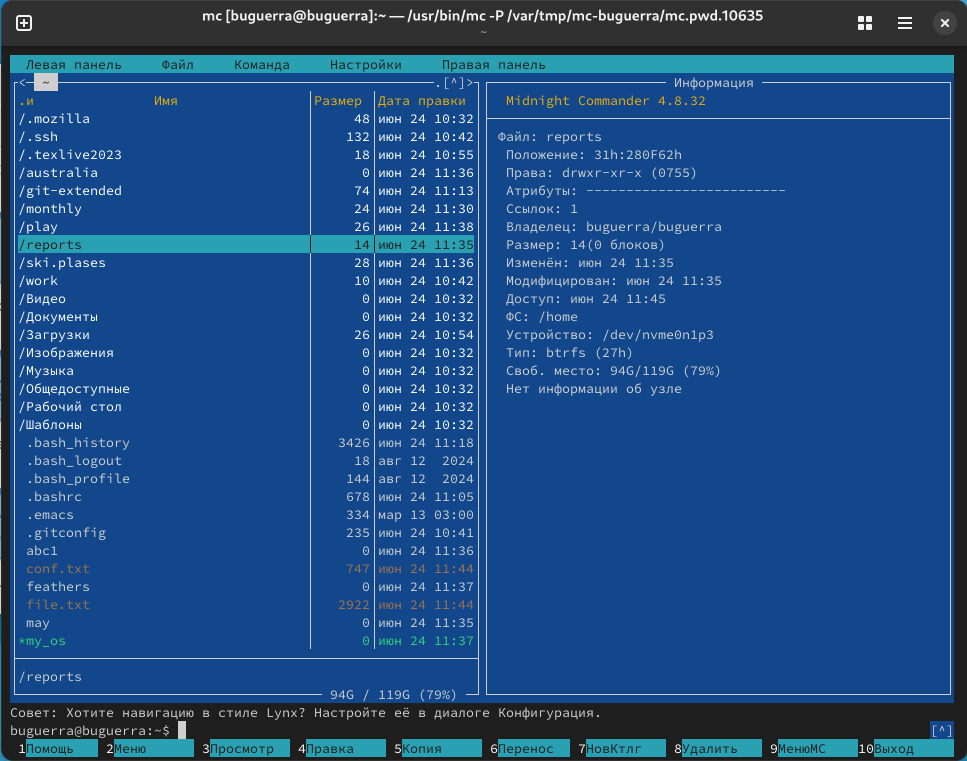 mc [buguerra@buguerra]:~ — /usr/bin/mc -P /var/tmp/mc-buguerra/mc.pwd.10635
~
Левая панель Файл Команда Настройки Правая панель
<─ ~ .[^]>
.и Имя Размер Дата правки
/.mozilla 48 июн 24 10:32
/.ssh 132 июн 24 10:42
/.texlive2023 18 июн 24 10:55
/australia 0 июн 24 11:36
/git-extended 74 июн 24 11:13
/monthly 24 июн 24 11:30
/play 26 июн 24 11:38
/reports 14 июн 24 11:35
/ski.plases 28 июн 24 11:36
/work 10 июн 24 10:42
/Видео 0 июн 24 10:32
/Документы 0 июн 24 10:32
/Загрузки 26 июн 24 10:54
/Изображения 0 июн 24 10:32
/Музыка 0 июн 24 10:32
/Общедоступные 0 июн 24 10:32
/Рабочий стол 0 июн 24 10:32
/Шаблоны 0 июн 24 10:32
.bash_history 3426 июн 24 11:18
.bash_logout 18 авг 12 2024
.bash_profile 144 авг 12 2024
.bashrc 678 июн 24 11:05
.emacs 334 мар 13 03:00
.gitconfig 235 июн 24 10:41
abc1 0 июн 24 11:36
conf.txt 747 июн 24 11:44
feathers 0 июн 24 11:37
file.txt 2922 июн 24 11:44
may 0 июн 24 11:35
*my_os 0 июн 24 11:37
/reports
94G / 119G (79%)
Информация
Midnight Commander 4.8.32
Файл: reports
Положение: 31h:280F62h
Права: drwxr-xr-x (0755)
Атрибуты: -------------------------
Ссылок: 1
Владелец: buguerra/buguerra
Размер: 14(0 блоков)
Изменён: июн 24 11:35
Модифицирован: июн 24 11:35
Доступ: июн 24 11:45
ФС: /home
Устройство: /dev/nvme0n1p3
Тип: btrfs (27h)
Своб. место: 94G/119G (79%)
Нет информации об узле
Совет: Хотите навигацию в стиле Lynx? Настройте её в диалоге Конфигурация.
buguerra@buguerra:~$ [^]
1Помощь 2Меню 3Просмотр 4Правка 5Копия 6Перенос 7НовКтлг 8Удалить 9МенюMC 10Выход